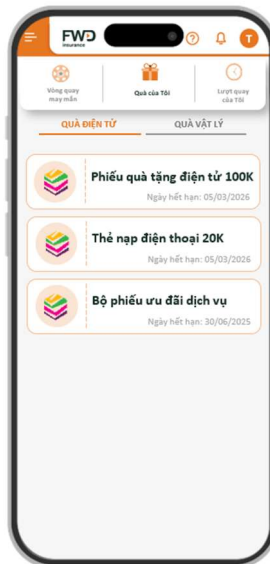 FWD
insurance
T
Vòng quay
may mắn
Quà của Tôi
Lượt quay
của Tôi
QUÀ ĐIỆN TỬ
QUÀ VẬT LÝ
Phiếu quà tặng điện tử 100K
Ngày hết hạn: 05/03/2026
Thẻ nạp điện thoại 20K
Ngày hết hạn: 05/03/2026
Bộ phiếu ưu đãi dịch vụ
Ngày hết hạn: 30/06/2025